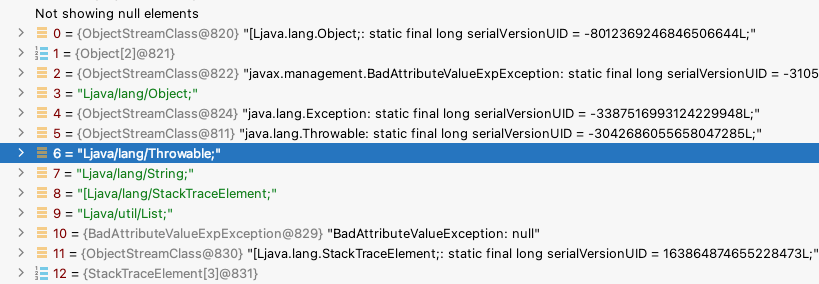 Not showing null elements
0 = {ObjectStreamClass@820} "[Ljava.lang.Object;: static final long serialVersionUID = -8012369246846506644L;"
1 = {Object[2]@821}
2 = {ObjectStreamClass@822} "javax.management.BadAttributeValueExpException: static final long serialVersionUID = -3105
3 = "Ljava/lang/Object;"
4 = {ObjectStreamClass@824} "java.lang.Exception: static final long serialVersionUID = -3387516993124229948L;"
5 = {ObjectStreamClass@811} "java.lang.Throwable: static final long serialVersionUID = -3042686055658047285L;"
6 = "Ljava/lang/Throwable;"
7 = "Ljava/lang/String;"
8 = "[Ljava/lang/StackTraceElement;"
9 = "Ljava/util/List;"
10 = {BadAttributeValueExpException@829} "BadAttributeValueException: null"
11 = {ObjectStreamClass@830} "[Ljava.lang.StackTraceElement;: static final long serialVersionUID = 163864874655228473L;"
12 = {StackTraceElement[3]@831}